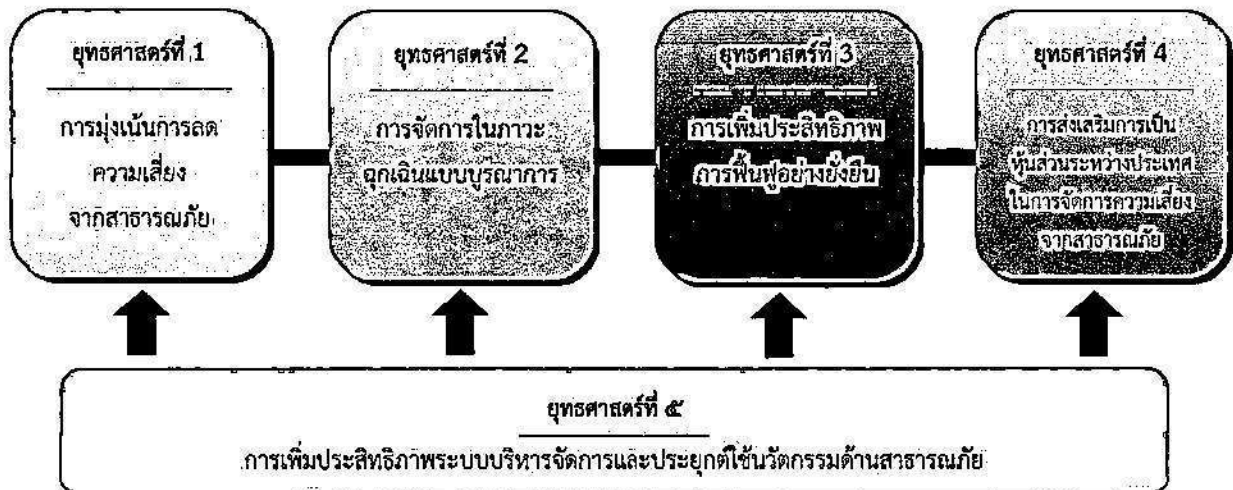 ยุทธศาสตร์ที่ 1
การมุ่งเน้นการลด
ความเสี่ยง
จากสาธารณภัย
ยุทธศาสตร์ที่ 2
การจัดการในภาวะ
ฉุกเฉินแบบบูรณาการ
ยุทธศาสตร์ที่ 3
การเพิ่มประสิทธิภาพ
การฟื้นฟูอย่างยั่งยืน
ยุทธศาสตร์ที่ 4
การส่งเสริมการเป็น
หุ้นส่วนระหว่างประเทศ
ในการจัดการความเสี่ยง
จากสาธารณภัย
ยุทธศาสตร์ที่ ๕
การเพิ่มประสิทธิภาพระบบบริหารจัดการและประยุกต์ใช้นวัตกรรมด้านสาธารณภัย